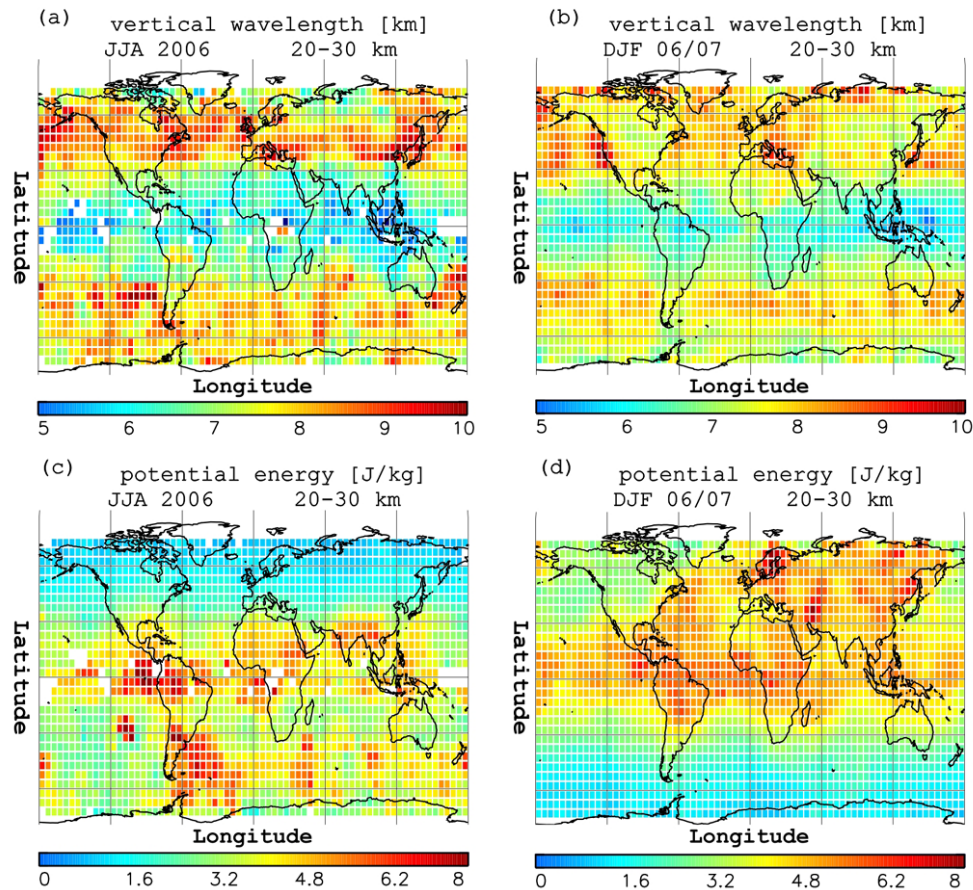 (a) vertical wavelength [km]
JJA 2006 20-30 km
Latitude
Longitude
5 6 7 8 9 10
(b) vertical wavelength [km]
DJF 06/07 20-30 km
Latitude
Longitude
5 6 7 8 9 10
(c) potential energy [J/kg]
JJA 2006 20-30 km
Latitude
Longitude
0 1.6 3.2 4.8 6.4 8
(d) potential energy [J/kg]
DJF 06/07 20-30 km
Latitude
Longitude
0 1.6 3.2 4.8 6.4 8